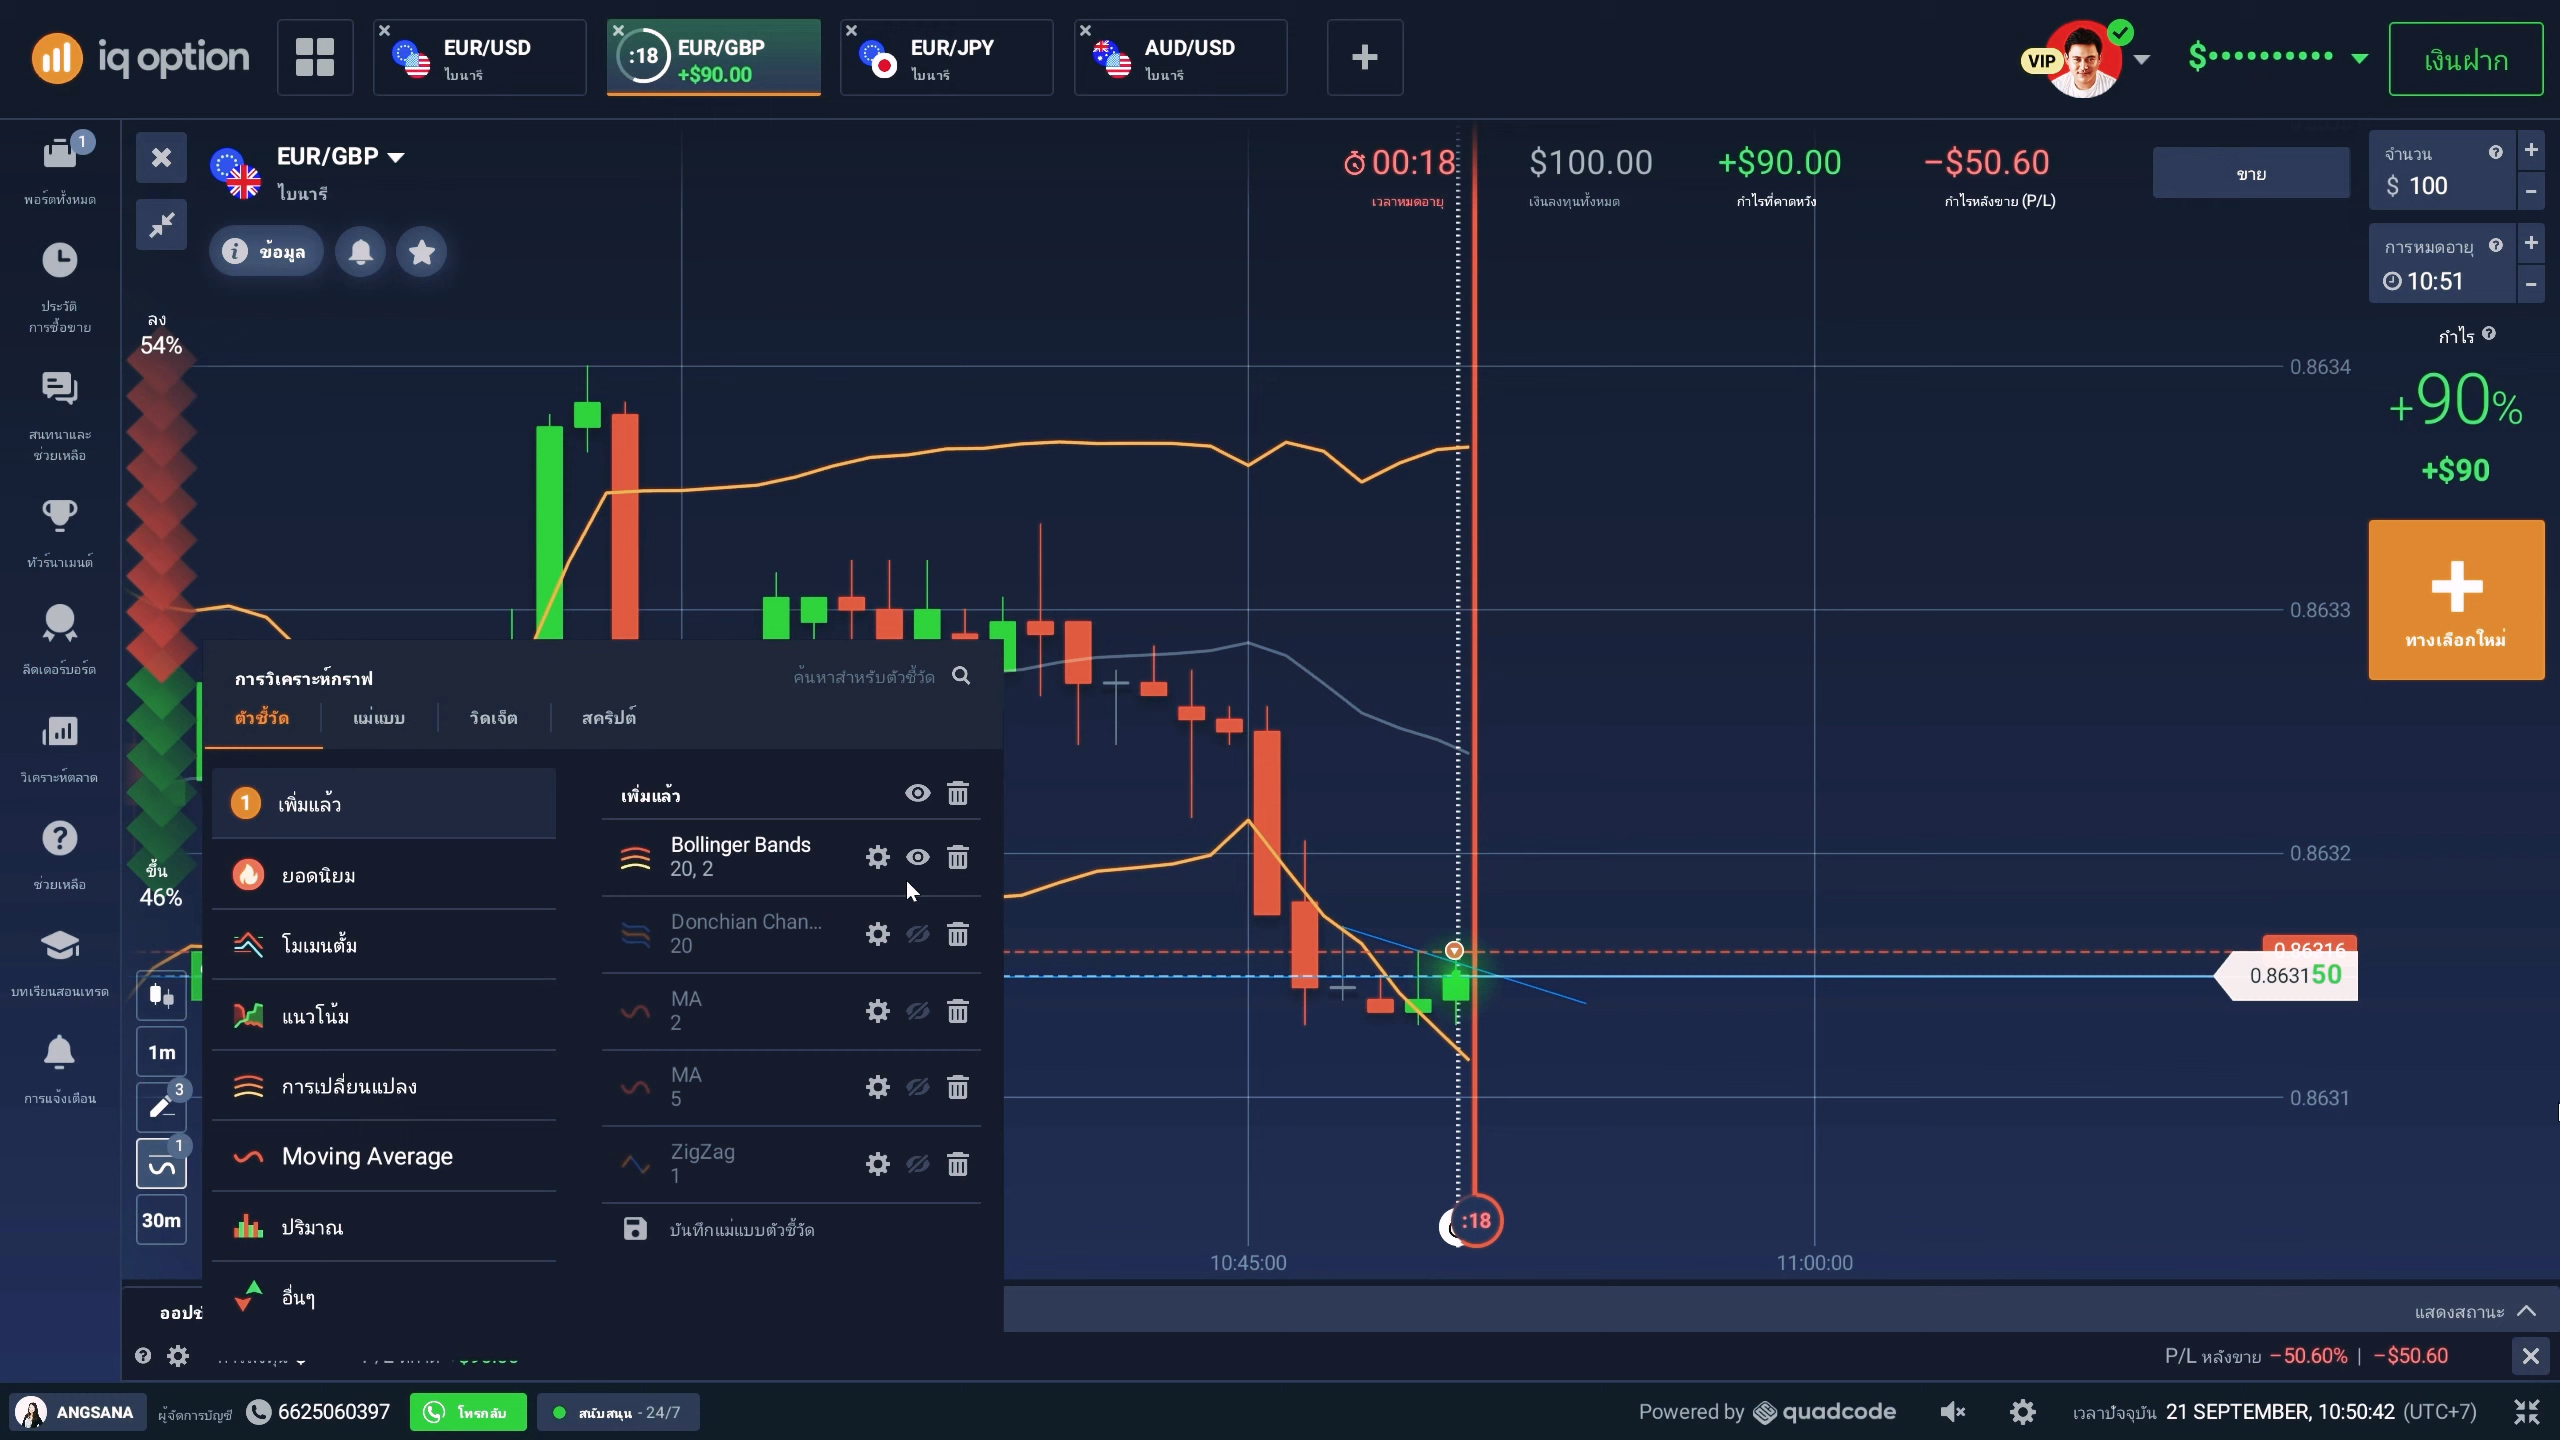 iq option
EUR/USD
ไบนารี
:18
EUR/GBP
+$90.00
EUR/JPY
ไบนารี
AUD/USD
ไบนารี
VIP
$
เงินฝาก
1
พอร์ตทั้งหมด
ประวัติ
การซื้อขาย
สนทนาและ
ช่วยเหลือ
ทัวร์นาเมนต์
ลีดเดอร์บอร์ด
วิเคราะห์ตลาด
ช่วยเหลือ
บทเรียนสอนเทรด
การแจ้งเตือน
EUR/GBP
ไบนารี
ข้อมูล
00:18
เวลาหมดอายุ
$100.00
เงินลงทุนทั้งหมด
+$90.00
กำไรที่คาดหวัง
−$50.60
กำไรหลังขาย (P/L)
ขาย
จำนวน
$ 100
การหมดอายุ
10:51
กำไร
+90%
+$90
ทางเลือกใหม่
ลง
54%
ขึ้น
46%
0.8634
0.8633
0.8632
0.86316
0.863150
0.8631
1m
3
1
30m
การวิเคราะห์กราฟ
ค้นหาสำหรับตัวชี้วัด
ตัวชี้วัด
แม่แบบ
วิดเจ็ต
สคริปต์
1 เพิ่มแล้ว
ยอดนิยม
โมเมนตั้ม
แนวโน้ม
การเปลี่ยนแปลง
Moving Average
ปริมาณ
อื่นๆ
เพิ่มแล้ว
Bollinger Bands
20, 2
Donchian Chan...
20
MA
2
MA
5
ZigZag
1
บันทึกแม่แบบตัวชี้วัด
:18
10:45:00
11:00:00
แสดงสถานะ
P/L หลังขาย −50.60% | −$50.60
ANGSANA
ผู้จัดการบัญชี
6625060397
โทรกลับ
สนับสนุน - 24/7
Powered by quadcode
เวลาปัจจุบัน 21 SEPTEMBER, 10:50:42 (UTC+7)